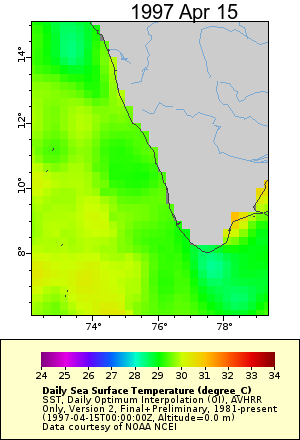 1997 Apr 15
14°
12°
10°
8°
74° 76° 78°
24 25 26 27 28 29 30 31 32 33 34
Daily Sea Surface Temperature (degree_C)
SST, Daily Optimum Interpolation (OI), AVHRR
Only, Version 2, Final+Preliminary, 1981-present
(1997-04-15T00:00:00Z, Altitude=0.0 m)
Data courtesy of NOAA NCEI